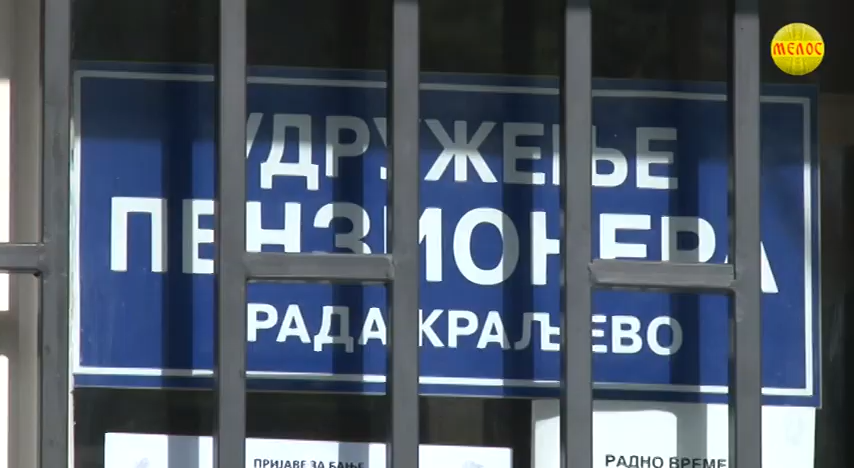 МЕЛОС
УДРУЖЕЊЕ
ПЕНЗИОНЕРА
ГРАДА КРАЉЕВО
ПРИЈАВЕ ЗА БАЊЕ
РАДНО ВРЕМЕ